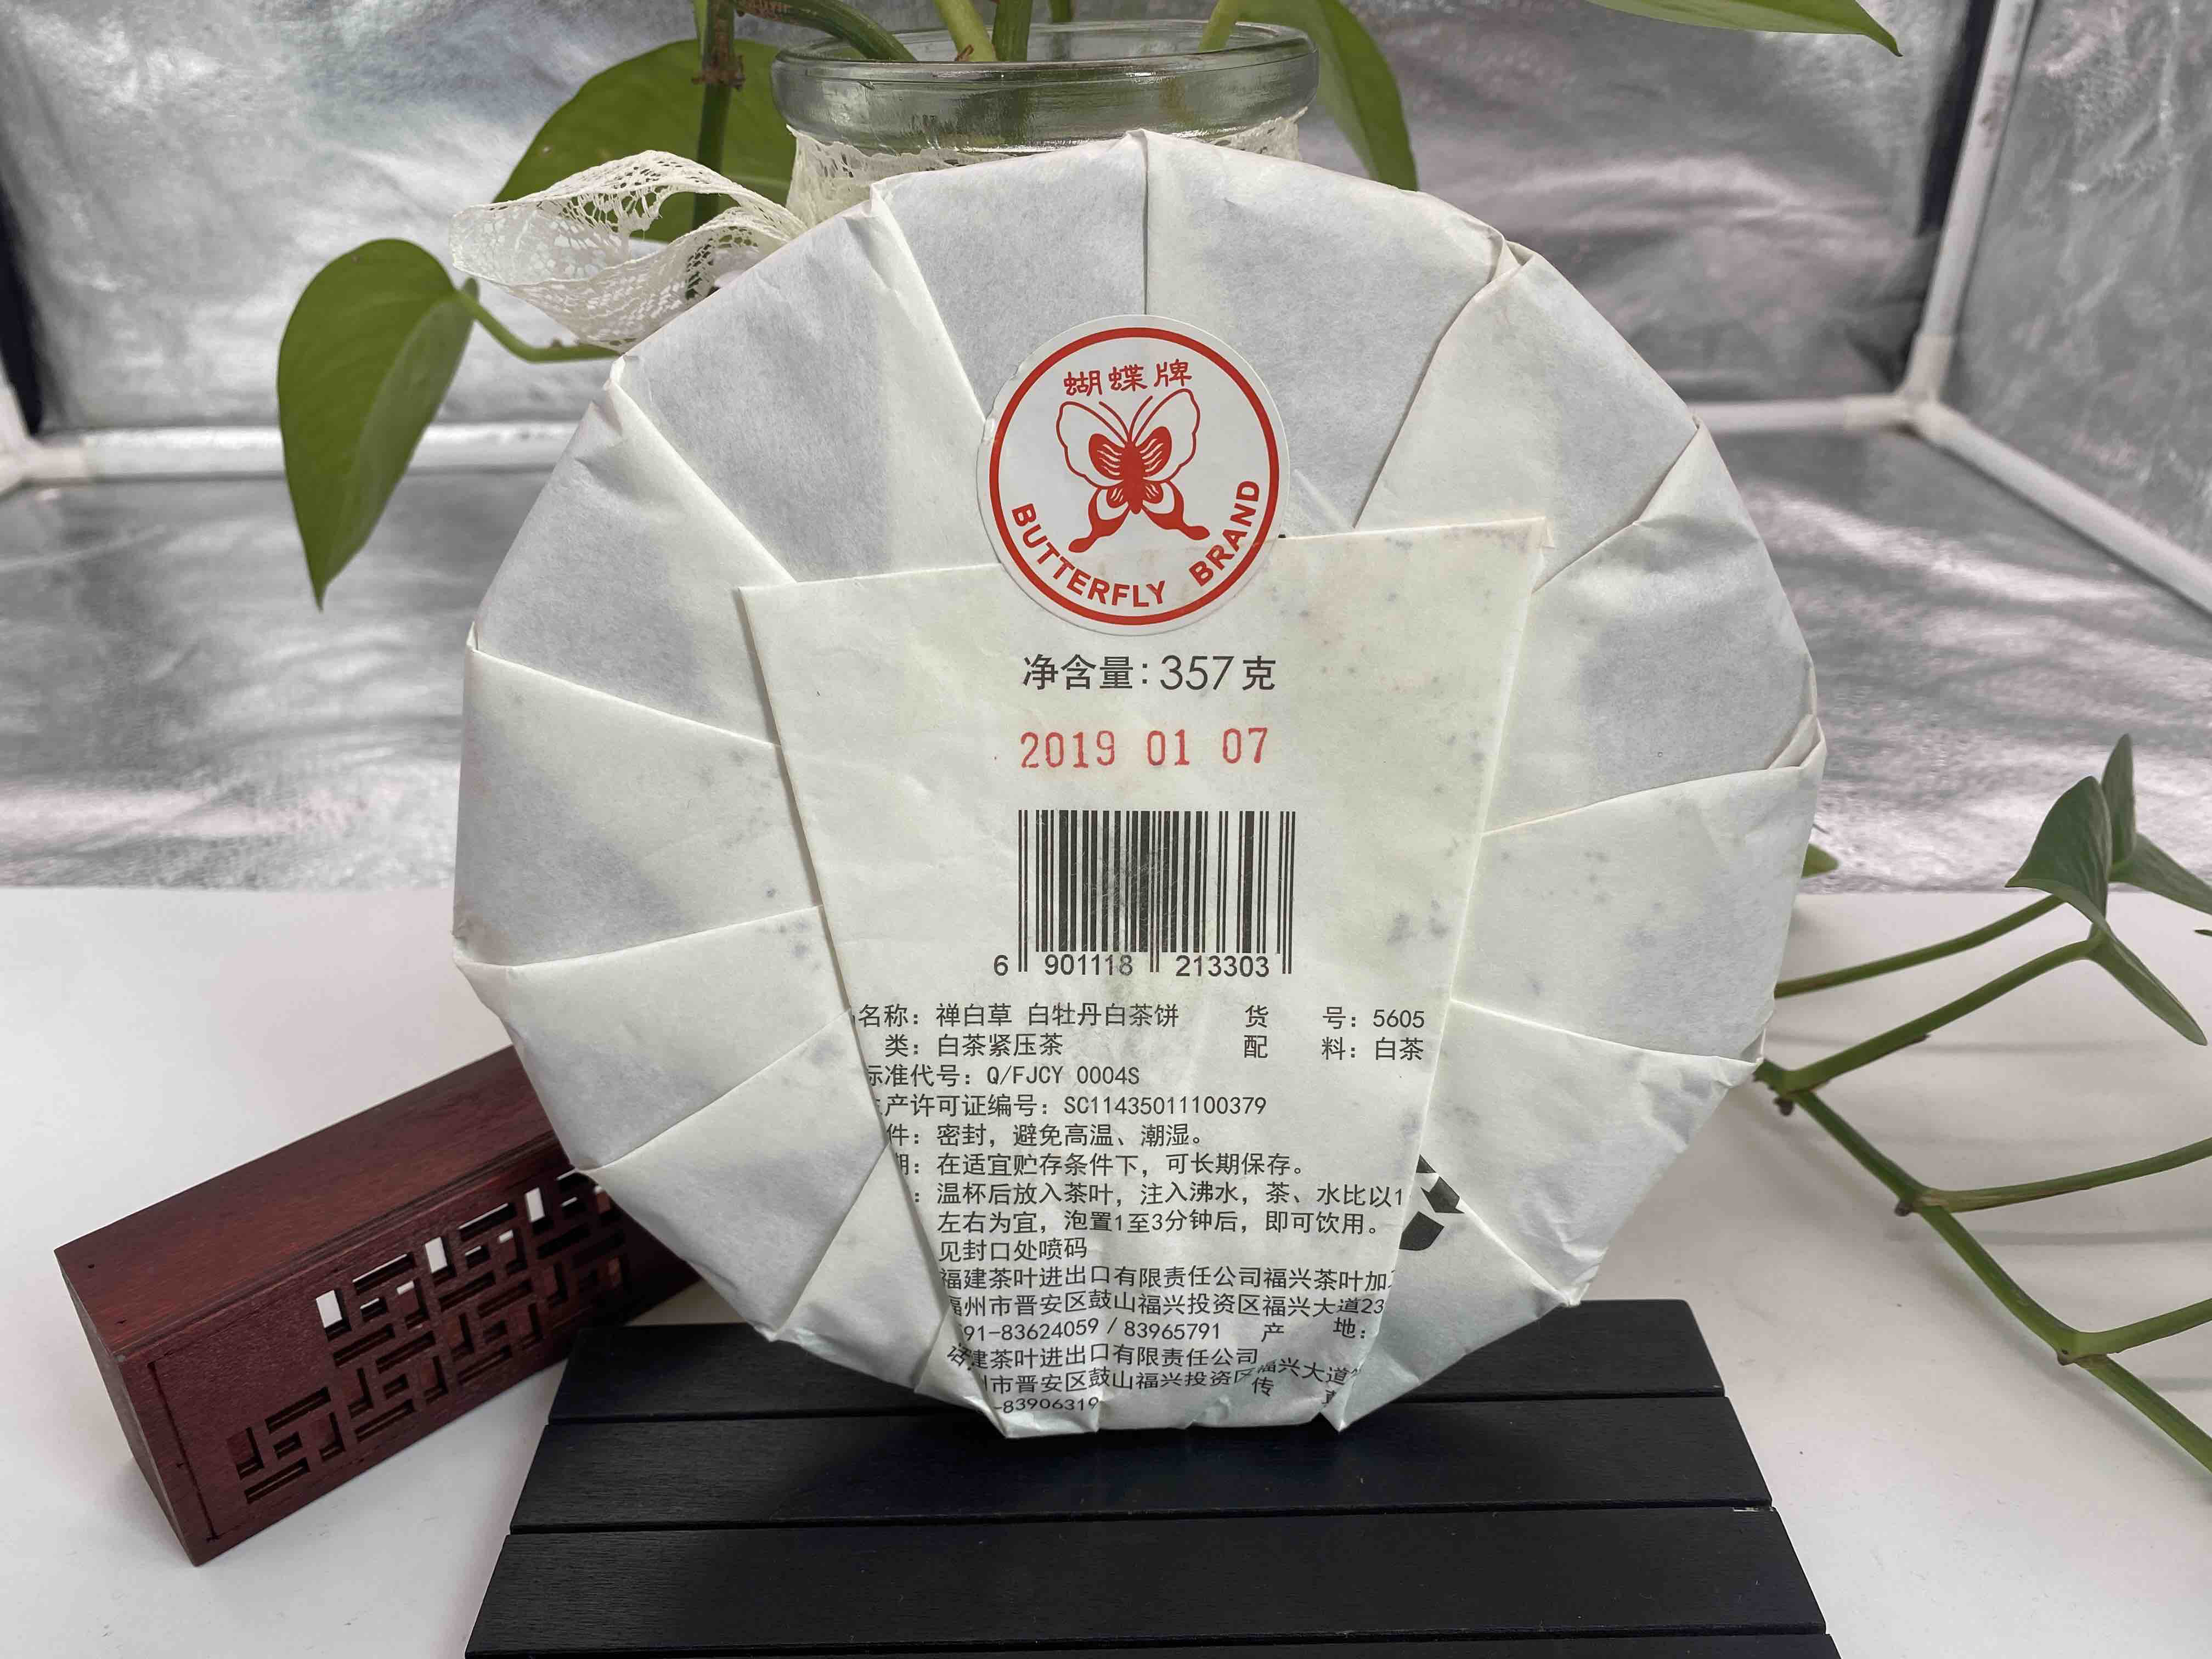 蝴蝶牌
BUTTERFLY BRAND
净含量:357克
2019 01 07
6 901118 213303
名称：禅白草 白牡丹白茶饼 货 号：5605
类：白茶紧压茶 配 料：白茶
标准代号：Q/FJCY 0004S
产许可证编号：SC11435011100379
件：密封，避免高温、潮湿。
期：在适宜贮存条件下，可长期保存。
：温杯后放入茶叶，注入沸水，茶、水比以1
左右为宜，泡置1至3分钟后，即可饮用。
见封口处喷码
福建茶叶进出口有限责任公司福兴茶叶加
福州市晋安区鼓山福兴投资区福兴大道23
91-83624059 / 83965791 产 地：
建茶叶进出口有限责任公司
市晋安区鼓山福兴投资区福兴大道
-83906319 传